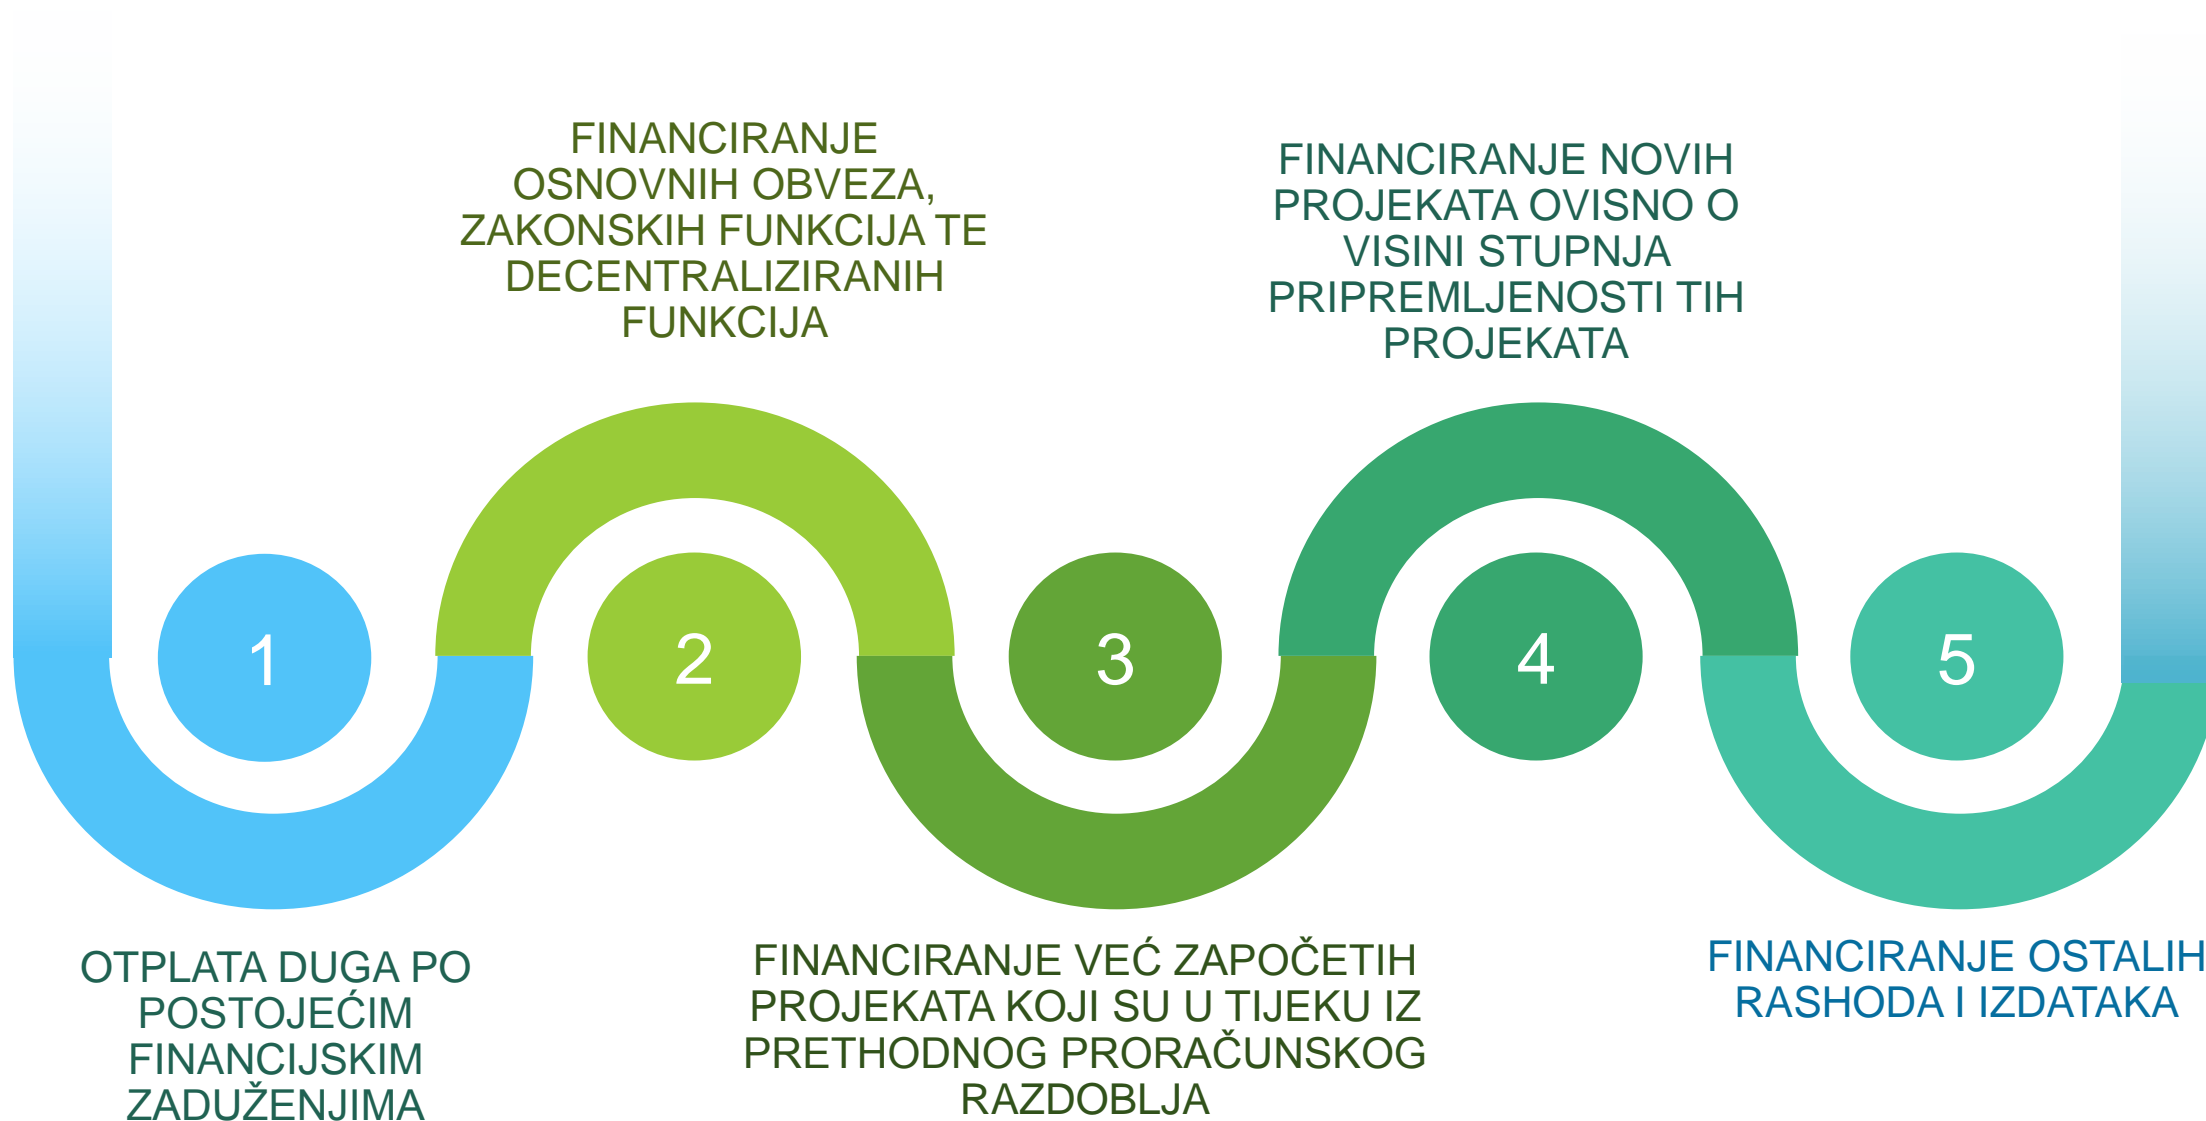 1
OTPLATA DUGA PO
POSTOJEĆIM
FINANCIJSKIM
ZADUŽENJIMA
FINANCIRANJE
OSNOVNIH OBVEZA,
ZAKONSKIH FUNKCIJA TE
DECENTRALIZIRANIH
FUNKCIJA
2
3
FINANCIRANJE VEĆ ZAPOČETIH
PROJEKATA KOJI SU U TIJEKU IZ
PRETHODNOG PRORAČUNSKOG
RAZDOBLJA
FINANCIRANJE NOVIH
PROJEKATA OVISNO O
VISINI STUPNJA
PRIPREMLJENOSTI TIH
PROJEKATA
4
5
FINANCIRANJE OSTALIH
RASHODA I IZDATAKA